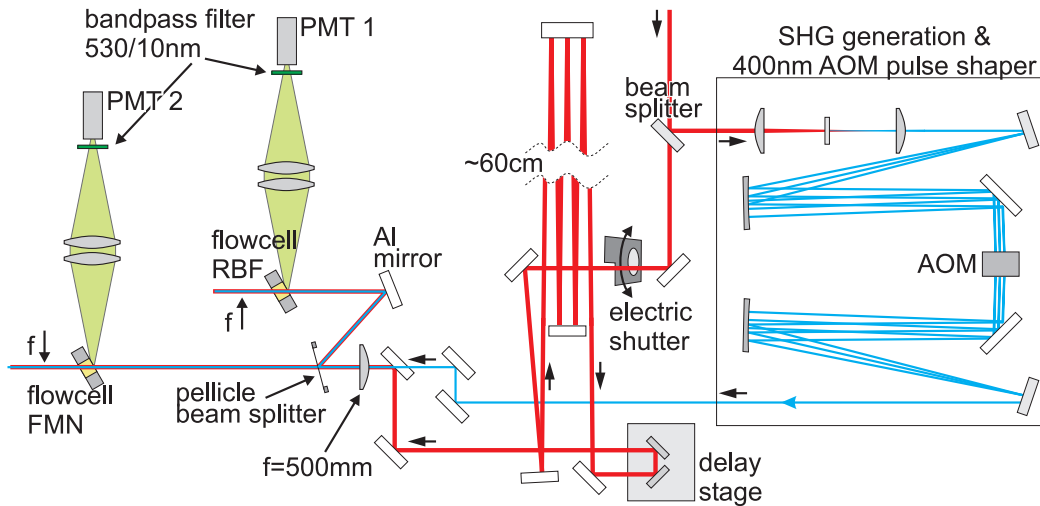 bandpass filter
530/10nm
PMT 1
PMT 2
SHG generation &
400nm AOM pulse shaper
beam
splitter
~60cm
flowcell
RBF
Al
mirror
AOM
electric
shutter
f
f
flowcell
FMN
pellicle
beam splitter
f=500mm
delay
stage